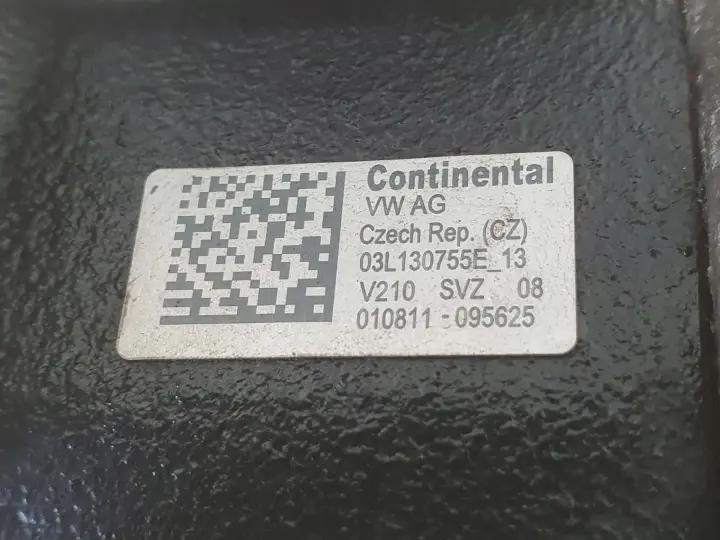 Continental
VW AG
Czech Rep. (CZ)
03L130755E_13
V210 SVZ 08
010811 - 095625